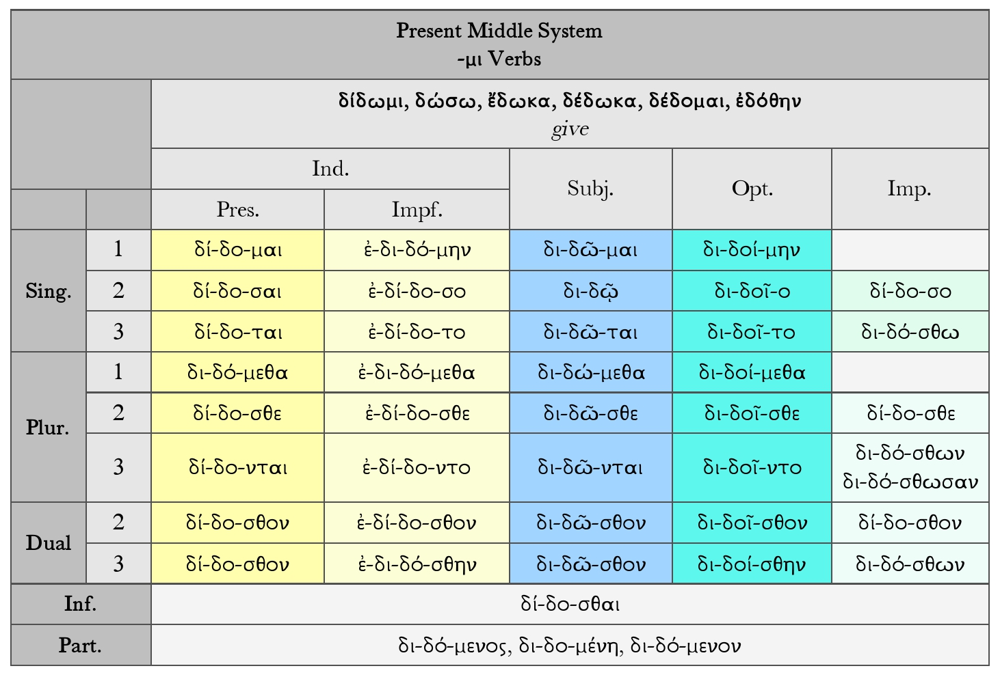 Present Middle System
-μι Verbs
δίδωμι, δώσω, ἔδωκα, δέδωκα, δέδομαι, ἐδόθην
give
Ind. Subj. Opt. Imp.
Pres. Impf.
Sing. 1 δί-δο-μαι ἐ-δι-δό-μην δι-δῶ-μαι δι-δοί-μην
2 δί-δο-σαι ἐ-δί-δο-σο δι-δῷ δι-δοῖ-ο δί-δο-σο
3 δί-δο-ται ἐ-δί-δο-το δι-δῶ-ται δι-δοῖ-το δι-δό-σθω
Plur. 1 δι-δό-μεθα ἐ-δι-δό-μεθα δι-δώ-μεθα δι-δοί-μεθα
2 δί-δο-σθε ἐ-δί-δο-σθε δι-δῶ-σθε δι-δοῖ-σθε δί-δο-σθε
3 δί-δο-νται ἐ-δί-δο-ντο δι-δῶ-νται δι-δοῖ-ντο δι-δό-σθων
δι-δό-σθωσαν
Dual 2 δί-δο-σθον ἐ-δί-δο-σθον δι-δῶ-σθον δι-δοῖ-σθον δί-δο-σθον
3 δί-δο-σθον ἐ-δι-δό-σθην δι-δῶ-σθον δι-δοί-σθην δι-δό-σθων
Inf. δί-δο-σθαι
Part. δι-δό-μενος, δι-δο-μένη, δι-δό-μενον